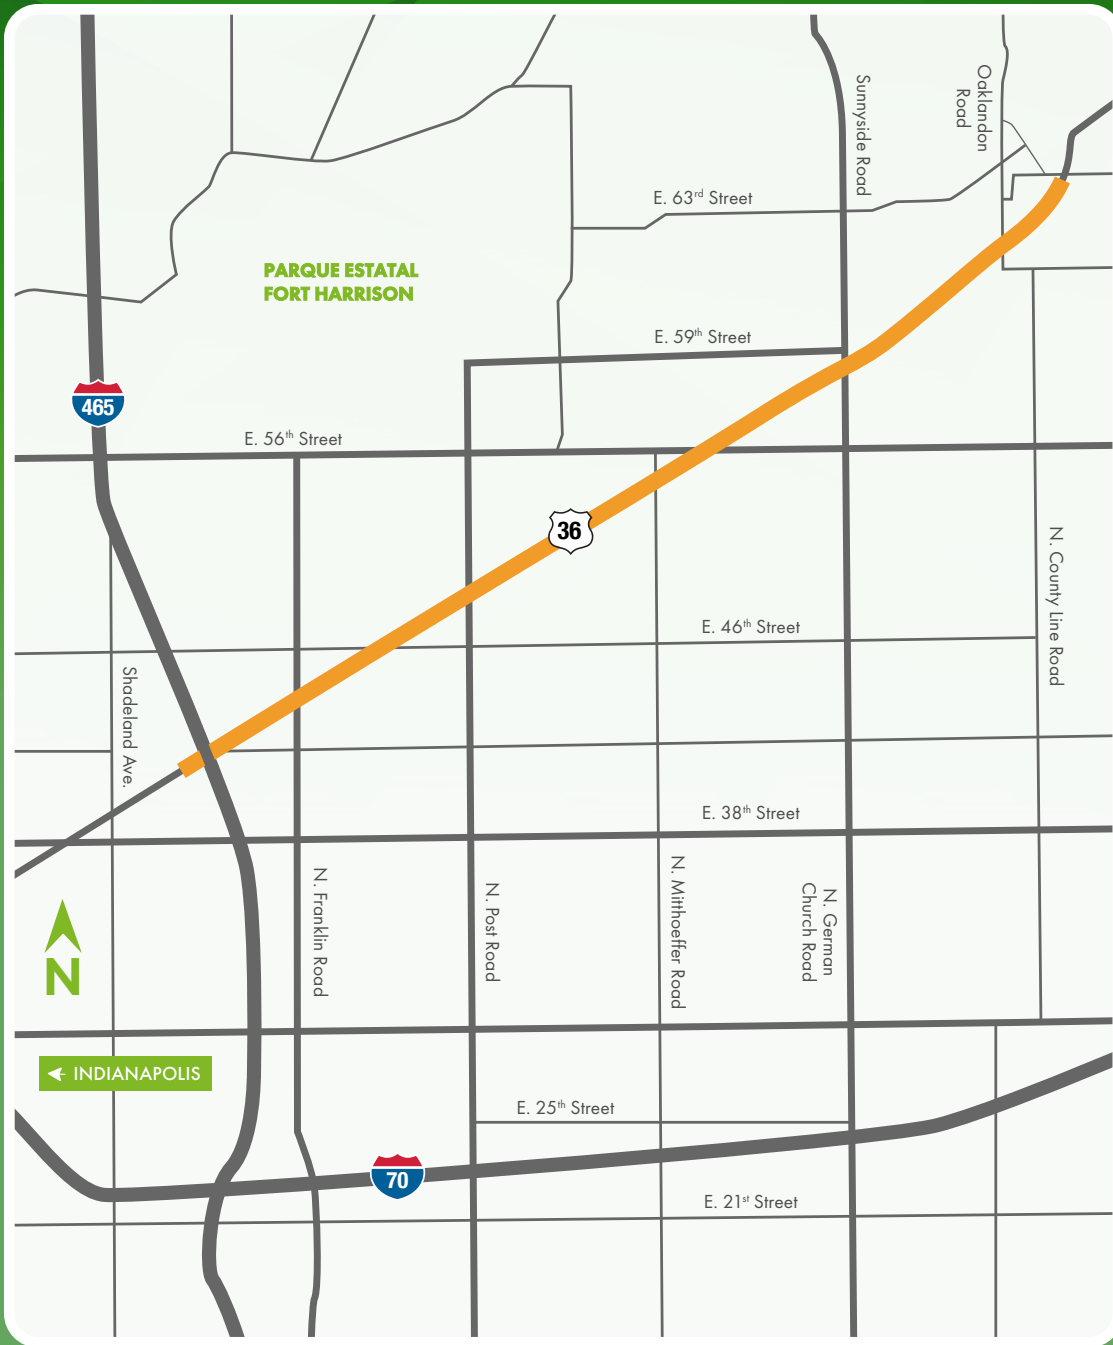 Oaklandon
Road
Sunnyside Road
E. 63rd Street
PARQUE ESTATAL
FORT HARRISON
E. 59th Street
465
E. 56th Street
36
N. County Line Road
E. 46th Street
Shadeland Ave.
E. 38th Street
N. Franklin Road
N. Post Road
N. Mitthoeffer Road
N. German
Church Road
N
INDIANAPOLIS
E. 25th Street
70
E. 21st Street